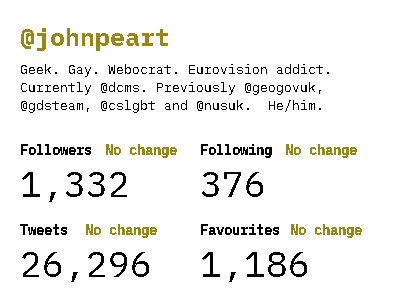 @johnpeart
Geek. Gay. Webocrat. Eurovision addict.
Currently @dcms. Previously @geogovuk,
@gdsteam, @cslgbt and @nusuk.  He/him.
Followers No change Following No change
1,332 376
Tweets No change Favourites No change
26,296 1,186